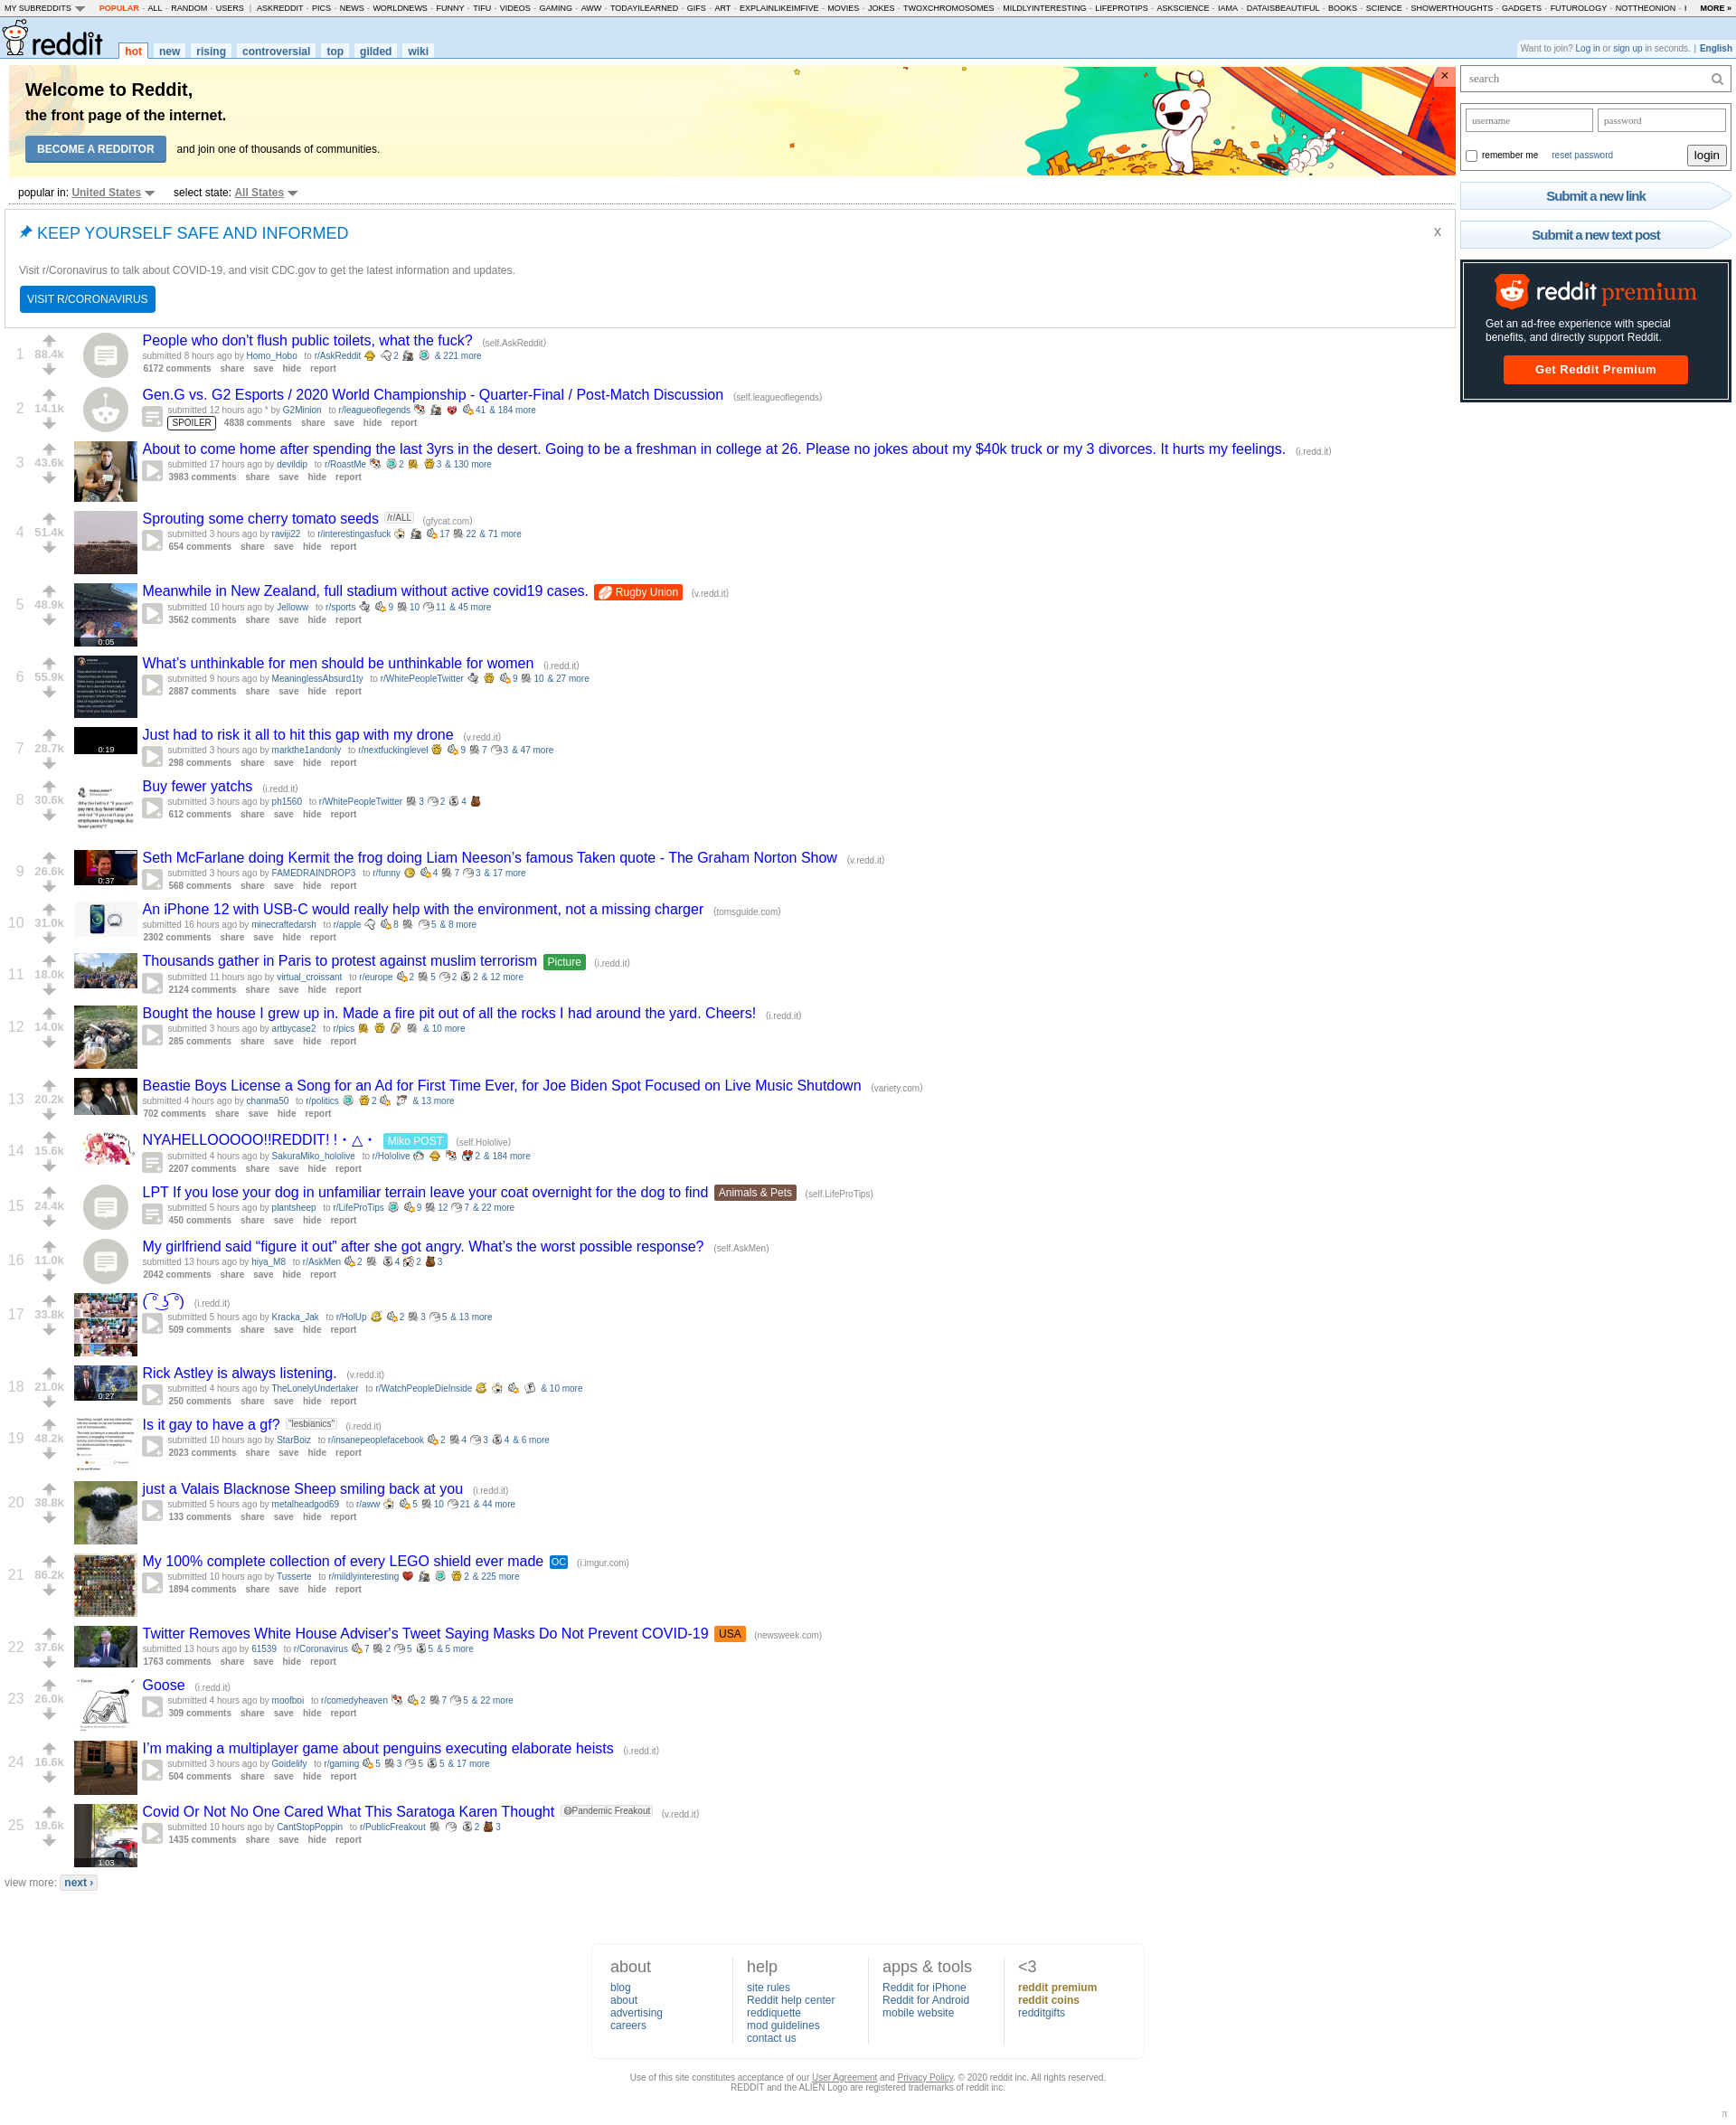 MY SUBREDDITS POPULAR - ALL - RANDOM - USERS | ASKREDDIT - PICS - NEWS - WORLDNEWS - FUNNY - TIFU - VIDEOS - GAMING - AWW - TODAYILEARNED - GIFS - ART - EXPLAINLIKEIMFIVE - MOVIES - JOKES - TWOXCHROMOSOMES - MILDLYINTERESTING - LIFEPROTIPS - ASKSCIENCE - IAMA - DATAISBEAUTIFUL - BOOKS - SCIENCE - SHOWERTHOUGHTS - GADGETS - FUTUROLOGY - NOTTHEONION - MORE »
reddit hot new rising controversial top gilded wiki
Want to join? Log in or sign up in seconds. | English
Welcome to Reddit,
the front page of the internet.
BECOME A REDDITOR and join one of thousands of communities.
×
popular in: United States select state: All States
KEEP YOURSELF SAFE AND INFORMED
x
Visit r/Coronavirus to talk about COVID-19, and visit CDC.gov to get the latest information and updates.
VISIT R/CORONAVIRUS
search
username password
remember me reset password login
Submit a new link
Submit a new text post
reddit premium
Get an ad-free experience with special
benefits, and directly support Reddit.
Get Reddit Premium
1 88.4k People who don't flush public toilets, what the fuck? (self.AskReddit)
submitted 8 hours ago by Homo_Hobo to r/AskReddit 2 & 221 more
6172 comments share save hide report
2 14.1k Gen.G vs. G2 Esports / 2020 World Championship - Quarter-Final / Post-Match Discussion (self.leagueoflegends)
submitted 12 hours ago * by G2Minion to r/leagueoflegends 41 & 184 more
SPOILER 4838 comments share save hide report
3 43.6k About to come home after spending the last 3yrs in the desert. Going to be a freshman in college at 26. Please no jokes about my $40k truck or my 3 divorces. It hurts my feelings. (i.redd.it)
submitted 17 hours ago by devildip to r/RoastMe 2 3 & 130 more
3983 comments share save hide report
4 51.4k Sprouting some cherry tomato seeds /r/ALL (gfycat.com)
submitted 3 hours ago by raviji22 to r/interestingasfuck 17 22 & 71 more
654 comments share save hide report
5 48.9k Meanwhile in New Zealand, full stadium without active covid19 cases. Rugby Union (v.redd.it)
submitted 10 hours ago by Jelloww to r/sports 9 10 11 & 45 more
3562 comments share save hide report
0:05
6 55.9k What's unthinkable for men should be unthinkable for women (i.redd.it)
submitted 9 hours ago by MeaninglessAbsurd1ty to r/WhitePeopleTwitter 9 10 & 27 more
2887 comments share save hide report
7 28.7k Just had to risk it all to hit this gap with my drone (v.redd.it)
0:19 submitted 3 hours ago by markthe1andonly to r/nextfuckinglevel 9 7 3 & 47 more
298 comments share save hide report
8 30.6k Buy fewer yatchs (i.redd.it)
submitted 3 hours ago by ph1560 to r/WhitePeopleTwitter 3 2 4
612 comments share save hide report
Why the hell is it "if you can't
pay rent, buy fewer lattes"
and not "if you can't pay your
employees a living wage, buy
fewer yachts"?
9 26.6k Seth McFarlane doing Kermit the frog doing Liam Neeson’s famous Taken quote - The Graham Norton Show (v.redd.it)
submitted 3 hours ago by FAMEDRAINDROP3 to r/funny 4 7 3 & 17 more
0:37 568 comments share save hide report
10 31.0k An iPhone 12 with USB-C would really help with the environment, not a missing charger (tomsguide.com)
submitted 16 hours ago by minecraftedarsh to r/apple 8 5 & 8 more
2302 comments share save hide report
11 18.0k Thousands gather in Paris to protest against muslim terrorism Picture (i.redd.it)
submitted 11 hours ago by virtual_croissant to r/europe 2 5 2 2 & 12 more
2124 comments share save hide report
12 14.0k Bought the house I grew up in. Made a fire pit out of all the rocks I had around the yard. Cheers! (i.redd.it)
submitted 3 hours ago by artbycase2 to r/pics & 10 more
285 comments share save hide report
13 20.2k Beastie Boys License a Song for an Ad for First Time Ever, for Joe Biden Spot Focused on Live Music Shutdown (variety.com)
submitted 4 hours ago by chanma50 to r/politics 2 & 13 more
702 comments share save hide report
14 15.6k NYAHELLOOOOO!!REDDIT! !・△・ Miko POST (self.Hololive)
submitted 4 hours ago by SakuraMiko_hololive to r/Hololive 2 & 184 more
2207 comments share save hide report
15 24.4k LPT If you lose your dog in unfamiliar terrain leave your coat overnight for the dog to find Animals & Pets (self.LifeProTips)
submitted 5 hours ago by plantsheep to r/LifeProTips 9 12 7 & 22 more
450 comments share save hide report
16 11.0k My girlfriend said “figure it out” after she got angry. What’s the worst possible response? (self.AskMen)
submitted 13 hours ago by hiya_M8 to r/AskMen 2 4 2 3
2042 comments share save hide report
17 33.8k ( ͡° ͜ʖ ͡°) (i.redd.it)
submitted 5 hours ago by Kracka_Jak to r/HolUp 2 3 5 & 13 more
509 comments share save hide report
18 21.0k Rick Astley is always listening. (v.redd.it)
submitted 4 hours ago by TheLonelyUndertaker to r/WatchPeopleDieInside & 10 more
0:27 250 comments share save hide report
19 48.2k Is it gay to have a gf? "lesbianics" (i.redd.it)
submitted 10 hours ago by StarBoiz to r/insanepeoplefacebook 2 4 3 4 & 6 more
2023 comments share save hide report
20 38.8k just a Valais Blacknose Sheep smiling back at you (i.redd.it)
submitted 5 hours ago by metalheadgod69 to r/aww 5 10 21 & 44 more
133 comments share save hide report
21 86.2k My 100% complete collection of every LEGO shield ever made OC (i.imgur.com)
submitted 10 hours ago by Tusserte to r/mildlyinteresting 2 & 225 more
1894 comments share save hide report
22 37.6k Twitter Removes White House Adviser's Tweet Saying Masks Do Not Prevent COVID-19 USA (newsweek.com)
submitted 13 hours ago by 61539 to r/Coronavirus 7 2 5 5 & 5 more
1763 comments share save hide report
23 26.0k Goose (i.redd.it)
submitted 4 hours ago by moofboi to r/comedyheaven 2 7 5 & 22 more
309 comments share save hide report
24 16.6k I’m making a multiplayer game about penguins executing elaborate heists (i.redd.it)
submitted 3 hours ago by Goidelify to r/gaming 5 3 5 5 & 17 more
504 comments share save hide report
25 19.6k Covid Or Not No One Cared What This Saratoga Karen Thought Pandemic Freakout (v.redd.it)
submitted 10 hours ago by CantStopPoppin to r/PublicFreakout 2 3
1435 comments share save hide report
1:03
view more: next ›
about help apps & tools <3
blog site rules Reddit for iPhone reddit premium
about Reddit help center Reddit for Android reddit coins
advertising reddiquette mobile website redditgifts
careers mod guidelines
contact us
Use of this site constitutes acceptance of our User Agreement and Privacy Policy. © 2020 reddit inc. All rights reserved.
REDDIT and the ALIEN Logo are registered trademarks of reddit inc.
π